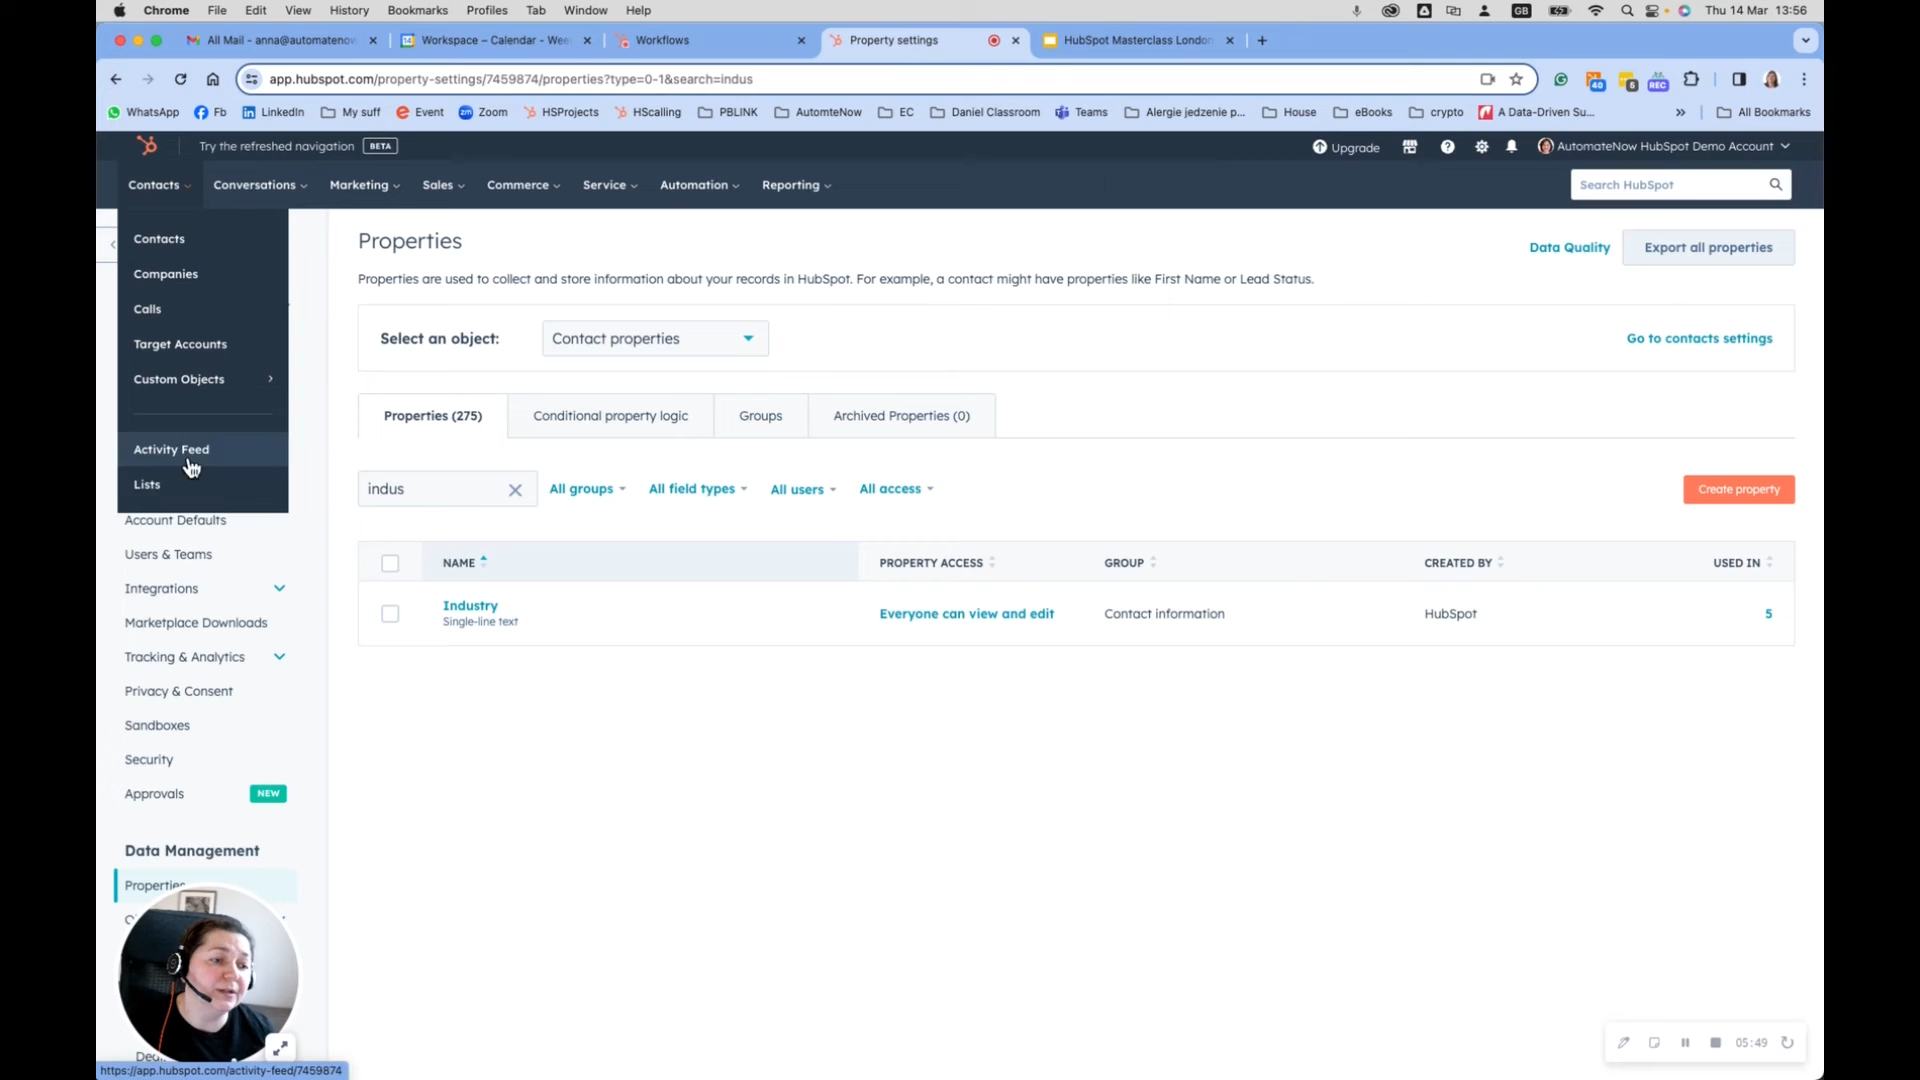 Chrome File Edit View History Bookmarks Profiles Tab Window Help GB Thu 14 Mar 13:56
All Mail - anna@automateno Workspace – Calendar - Wee Workflows Property settings HubSpot Masterclass London
app.hubspot.com/property-settings/7459874/properties?type=0-1&search=indus 40 5 REC
WhatsApp Fb LinkedIn My suff Event Zoom HSProjects HScalling PBLINK AutomteNow EC Daniel Classroom Teams Alergie jedzenie p... House eBooks crypto A Data-Driven Su... » All Bookmarks
Try the refreshed navigation BETA Upgrade AutomateNow HubSpot Demo Account
Contacts Conversations Marketing Sales Commerce Service Automation Reporting Search HubSpot
Contacts
Companies
Calls
Target Accounts
Custom Objects
Activity Feed
Lists
Account Defaults
Users & Teams
Integrations
Marketplace Downloads
Tracking & Analytics
Privacy & Consent
Sandboxes
Security
Approvals NEW
Data Management
Properties
Properties
Data Quality Export all properties
Properties are used to collect and store information about your records in HubSpot. For example, a contact might have properties like First Name or Lead Status.
Select an object: Contact properties Go to contacts settings
Properties (275) Conditional property logic Groups Archived Properties (0)
indus All groups All field types All users All access Create property
NAME PROPERTY ACCESS GROUP CREATED BY USED IN
Industry Everyone can view and edit Contact information HubSpot 5
Single-line text
05:49
https://app.hubspot.com/activity-feed/7459874